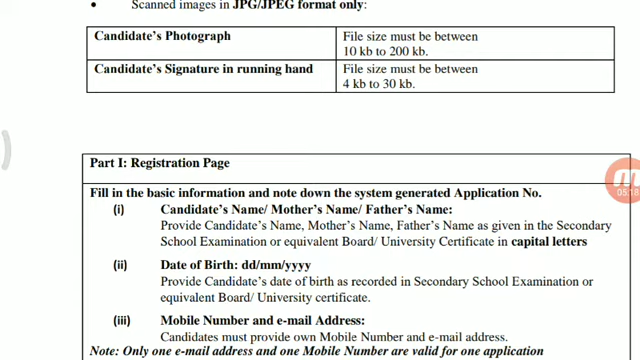 • Scanned images in JPG/JPEG format only:
Candidate's Photograph
File size must be between
10 kb to 200 kb.
Candidate's Signature in running hand
File size must be between
4 kb to 30 kb.
Part I: Registration Page
Fill in the basic information and note down the system generated Application No.
(i) Candidate's Name/ Mother's Name/ Father's Name:
Provide Candidate's Name, Mother's Name, Father's Name as given in the Secondary
School Examination or equivalent Board/ University Certificate in capital letters
(ii) Date of Birth: dd/mm/yyyy
Provide Candidate's date of birth as recorded in Secondary School Examination or
equivalent Board/ University certificate.
(iii) Mobile Number and e-mail Address:
Candidates must provide own Mobile Number and e-mail address.
Note: Only one e-mail address and one Mobile Number are valid for one application
05:18